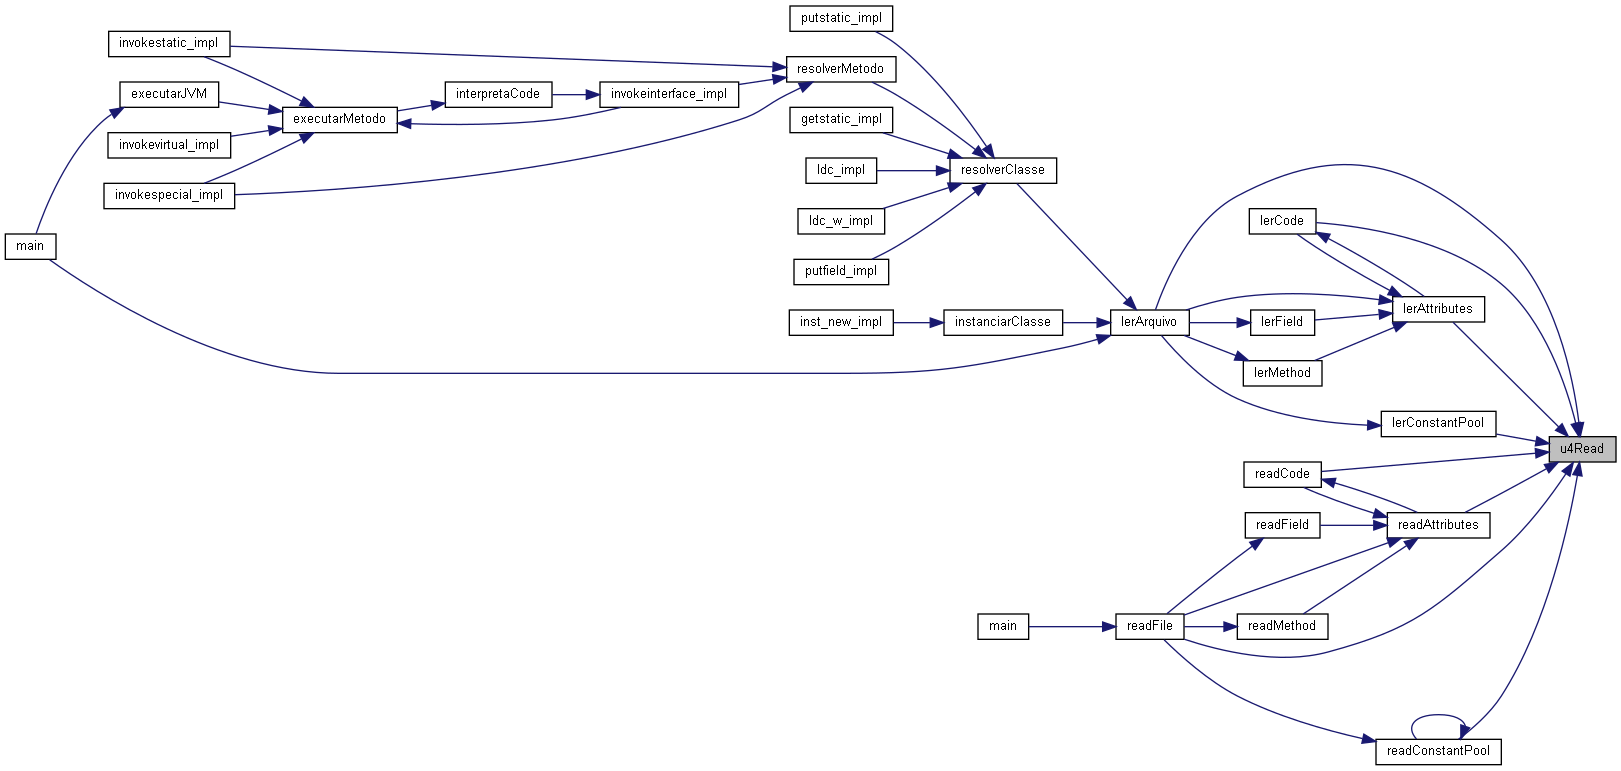 putstatic_impl
invokestatic_impl
resolverMetodo
executarJVM
interpretaCode
invokeinterface_impl
executarMetodo
getstatic_impl
invokevirtual_impl
ldc_impl
resolverClasse
invokespecial_impl
ldc_w_impl
lerCode
main
putfield_impl
lerAttributes
inst_new_impl
instanciarClasse
lerArquivo
lerField
lerMethod
lerConstantPool
u4Read
readCode
readField
readAttributes
main
readFile
readMethod
readConstantPool